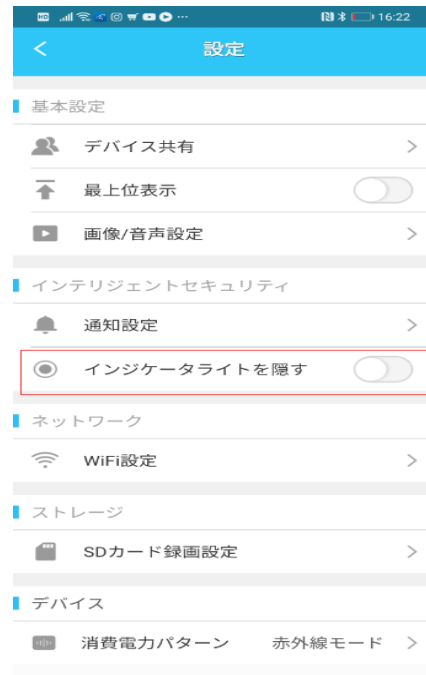 HD 16:22
設定
基本設定
デバイス共有
最上位表示
画像/音声設定
インテリジェントセキュリティ
通知設定
インジケータライトを隠す
ネットワーク
WiFi設定
ストレージ
SDカード録画設定
デバイス
消費電力パターン 赤外線モード